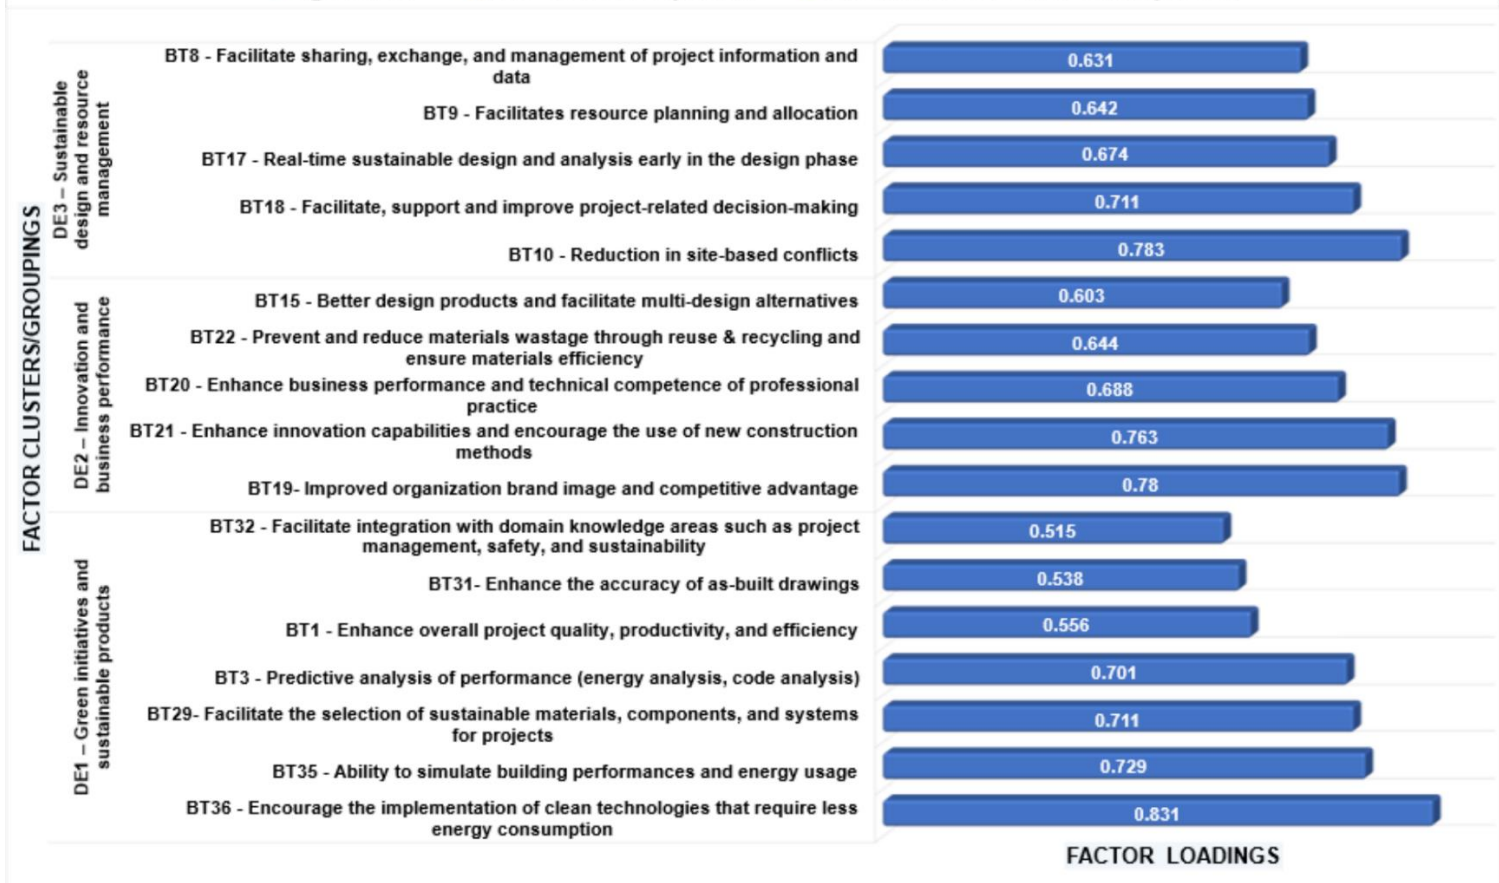 FACTOR CLUSTERS/GROUPINGS
DE3 – Sustainable
design and resource
management
BT8 - Facilitate sharing, exchange, and management of project information and
data
0.631
BT9 - Facilitates resource planning and allocation
0.642
BT17 - Real-time sustainable design and analysis early in the design phase
0.674
BT18 - Facilitate, support and improve project-related decision-making
0.711
BT10 - Reduction in site-based conflicts
0.783
DE2 – Innovation and
business performance
BT15 - Better design products and facilitate multi-design alternatives
0.603
BT22 - Prevent and reduce materials wastage through reuse & recycling and
ensure materials efficiency
0.644
BT20 - Enhance business performance and technical competence of professional
practice
0.688
BT21 - Enhance innovation capabilities and encourage the use of new construction
methods
0.763
BT19- Improved organization brand image and competitive advantage
0.78
DE1 – Green initiatives and
sustainable products
BT32 - Facilitate integration with domain knowledge areas such as project
management, safety, and sustainability
0.515
BT31- Enhance the accuracy of as-built drawings
0.538
BT1 - Enhance overall project quality, productivity, and efficiency
0.556
BT3 - Predictive analysis of performance (energy analysis, code analysis)
0.701
BT29- Facilitate the selection of sustainable materials, components, and systems
for projects
0.711
BT35 - Ability to simulate building performances and energy usage
0.729
BT36 - Encourage the implementation of clean technologies that require less
energy consumption
0.831
FACTOR LOADINGS